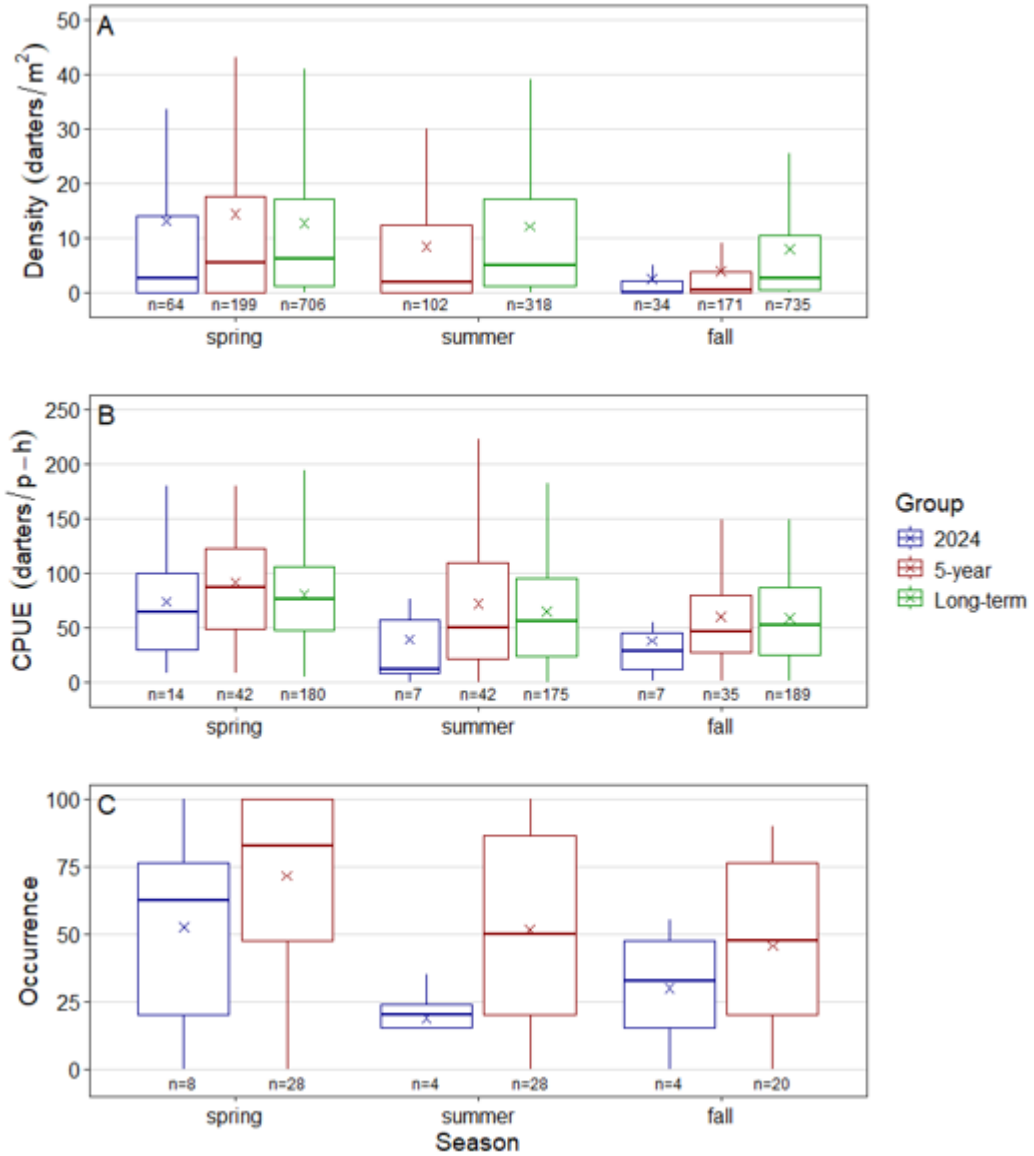 A
Density (darters/m²)
50
40
30
20
10
0
n=64 n=199 n=706 n=102 n=318 n=34 n=171 n=735
spring summer fall
B
CPUE (darters/p−h)
250
200
150
100
50
0
n=14 n=42 n=180 n=7 n=42 n=175 n=7 n=35 n=189
spring summer fall
Group
2024
5-year
Long-term
C
Occurrence
100
75
50
25
0
n=8 n=28 n=4 n=28 n=4 n=20
spring summer fall
Season